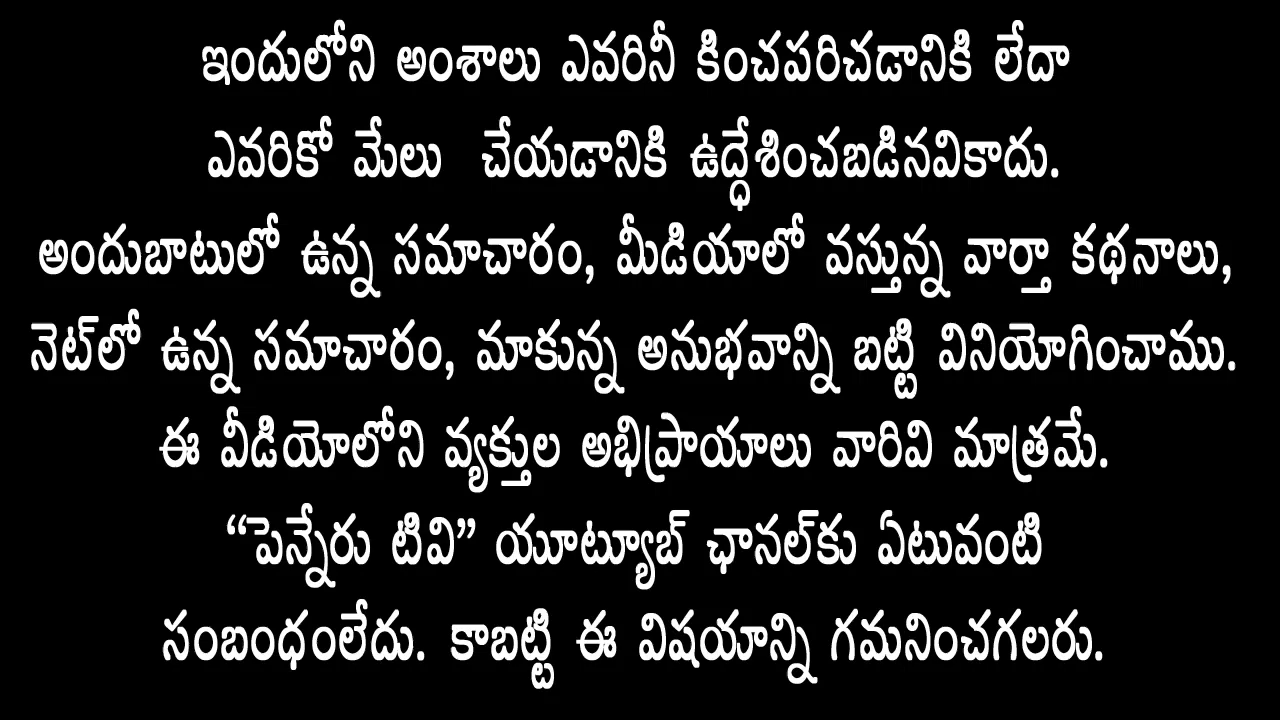 ఇందులోని అంశాలు ఎవరినీ కించపరిచడానికి లేదా
ఎవరికో మేలు చేయడానికి ఉద్ధేశించబడినవికాదు.
అందుబాటులో ఉన్న సమాచారం, మీడియాలో వస్తున్న వార్తా కథనాలు,
నెట్‌లో ఉన్న సమాచారం, మాకున్న అనుభవాన్ని బట్టి వినియోగించాము.
ఈ వీడియోలోని వ్యక్తుల అభిప్రాయాలు వారివి మాత్రమే.
“పెన్నేరు టివి” యూట్యూబ్ ఛానల్‌కు ఏటువంటి
సంబంధంలేదు. కాబట్టి ఈ విషయాన్ని గమనించగలరు.